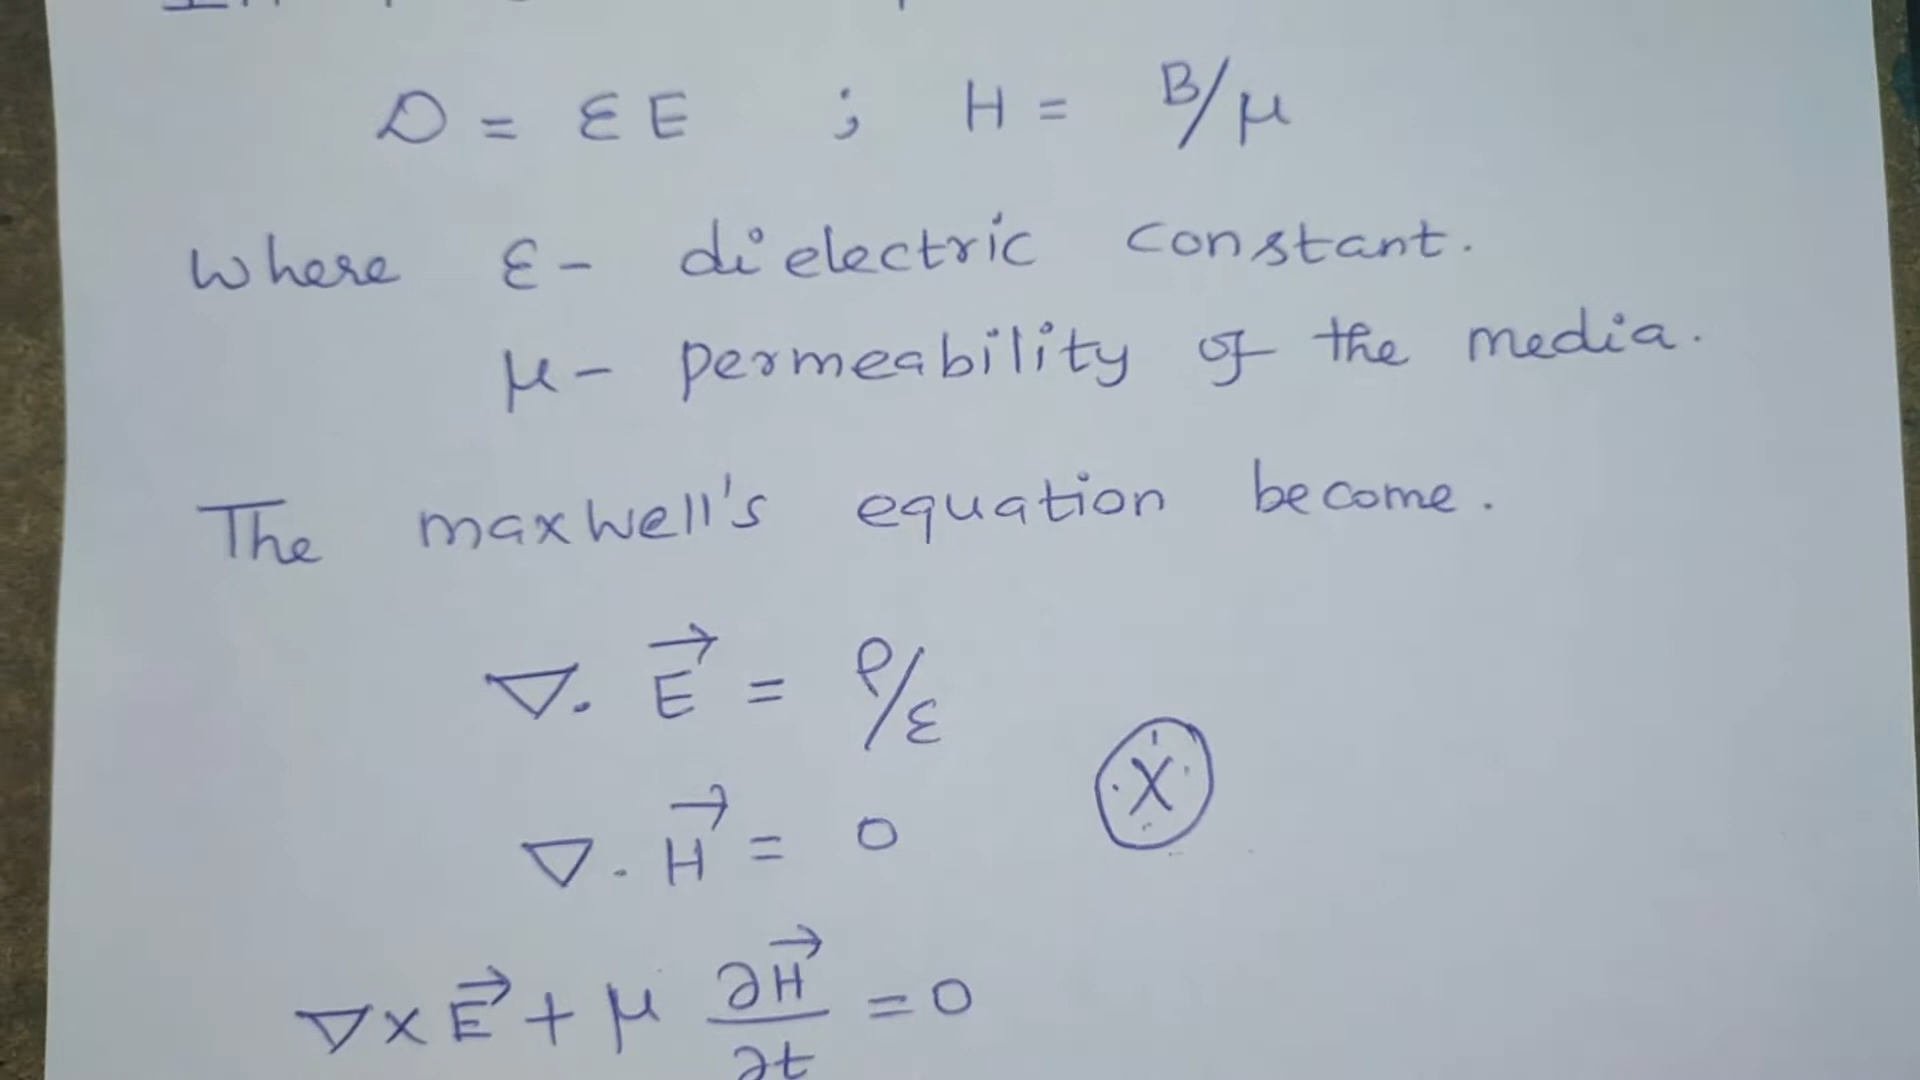 D = εE ; H = B/μ
Where ε - dielectric constant.
μ - permeability of the media.
The maxwell's equation become.
∇. E⃗ = ρ/ε
X
∇. H⃗ = 0
∇ x E⃗ + μ ∂H⃗/∂t = 0